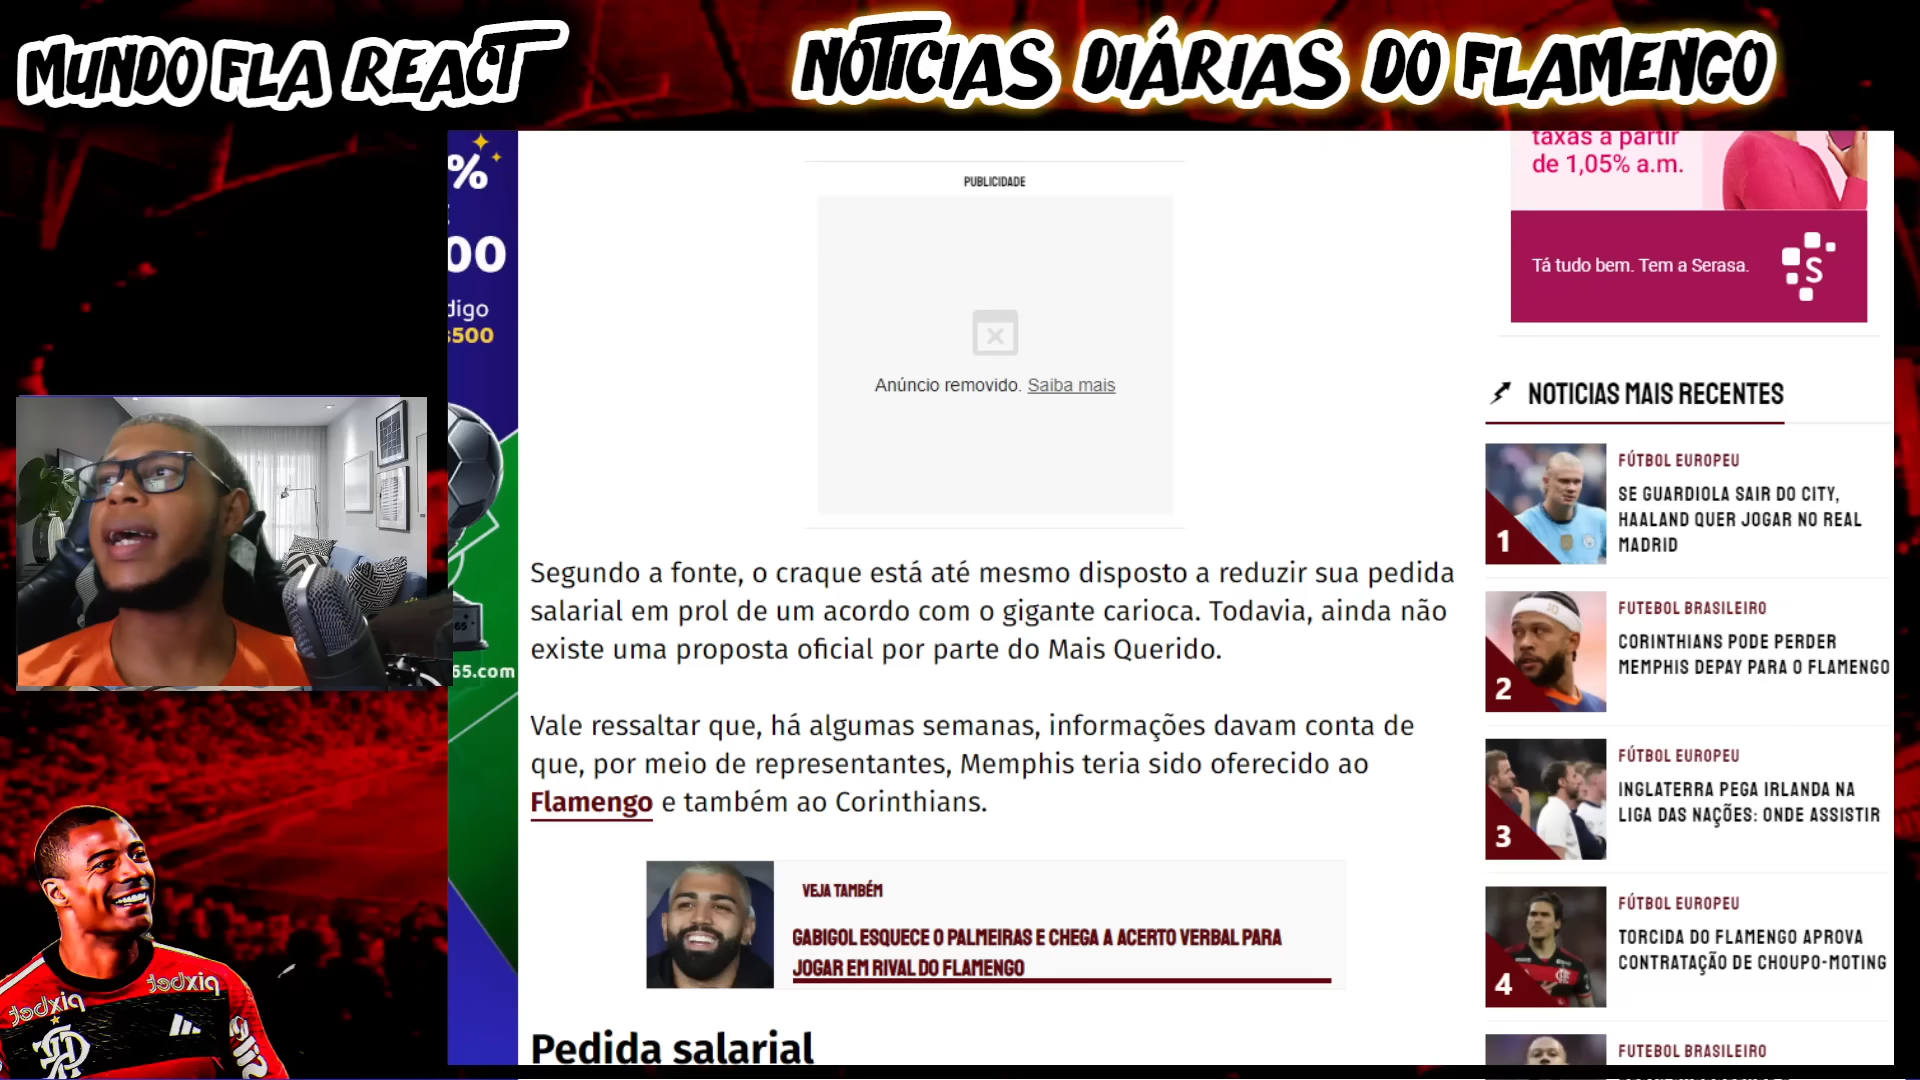 MUNDO FLA REACT
NOTICIAS DIÁRIAS DO FLAMENGO
%
00
digo
s500
65
65.com
PUBLICIDADE
Anúncio removido. Saiba mais
Segundo a fonte, o craque está até mesmo disposto a reduzir sua pedida
salarial em prol de um acordo com o gigante carioca. Todavia, ainda não
existe uma proposta oficial por parte do Mais Querido.
Vale ressaltar que, há algumas semanas, informações davam conta de
que, por meio de representantes, Memphis teria sido oferecido ao
Flamengo e também ao Corinthians.
VEJA TAMBÉM
GABIGOL ESQUECE O PALMEIRAS E CHEGA A ACERTO VERBAL PARA
JOGAR EM RIVAL DO FLAMENGO
Pedida salarial
taxas a partir
de 1,05% a.m.
Tá tudo bem. Tem a Serasa.
S
NOTICIAS MAIS RECENTES
1
FÚTBOL EUROPEU
SE GUARDIOLA SAIR DO CITY,
HAALAND QUER JOGAR NO REAL
MADRID
2
FUTEBOL BRASILEIRO
CORINTHIANS PODE PERDER
MEMPHIS DEPAY PARA O FLAMENGO
3
FÚTBOL EUROPEU
INGLATERRA PEGA IRLANDA NA
LIGA DAS NAÇÕES: ONDE ASSISTIR
4
FÚTBOL EUROPEU
TORCIDA DO FLAMENGO APROVA
CONTRATAÇÃO DE CHOUPO-MOTING
FUTEBOL BRASILEIRO
pixbet
pixbet